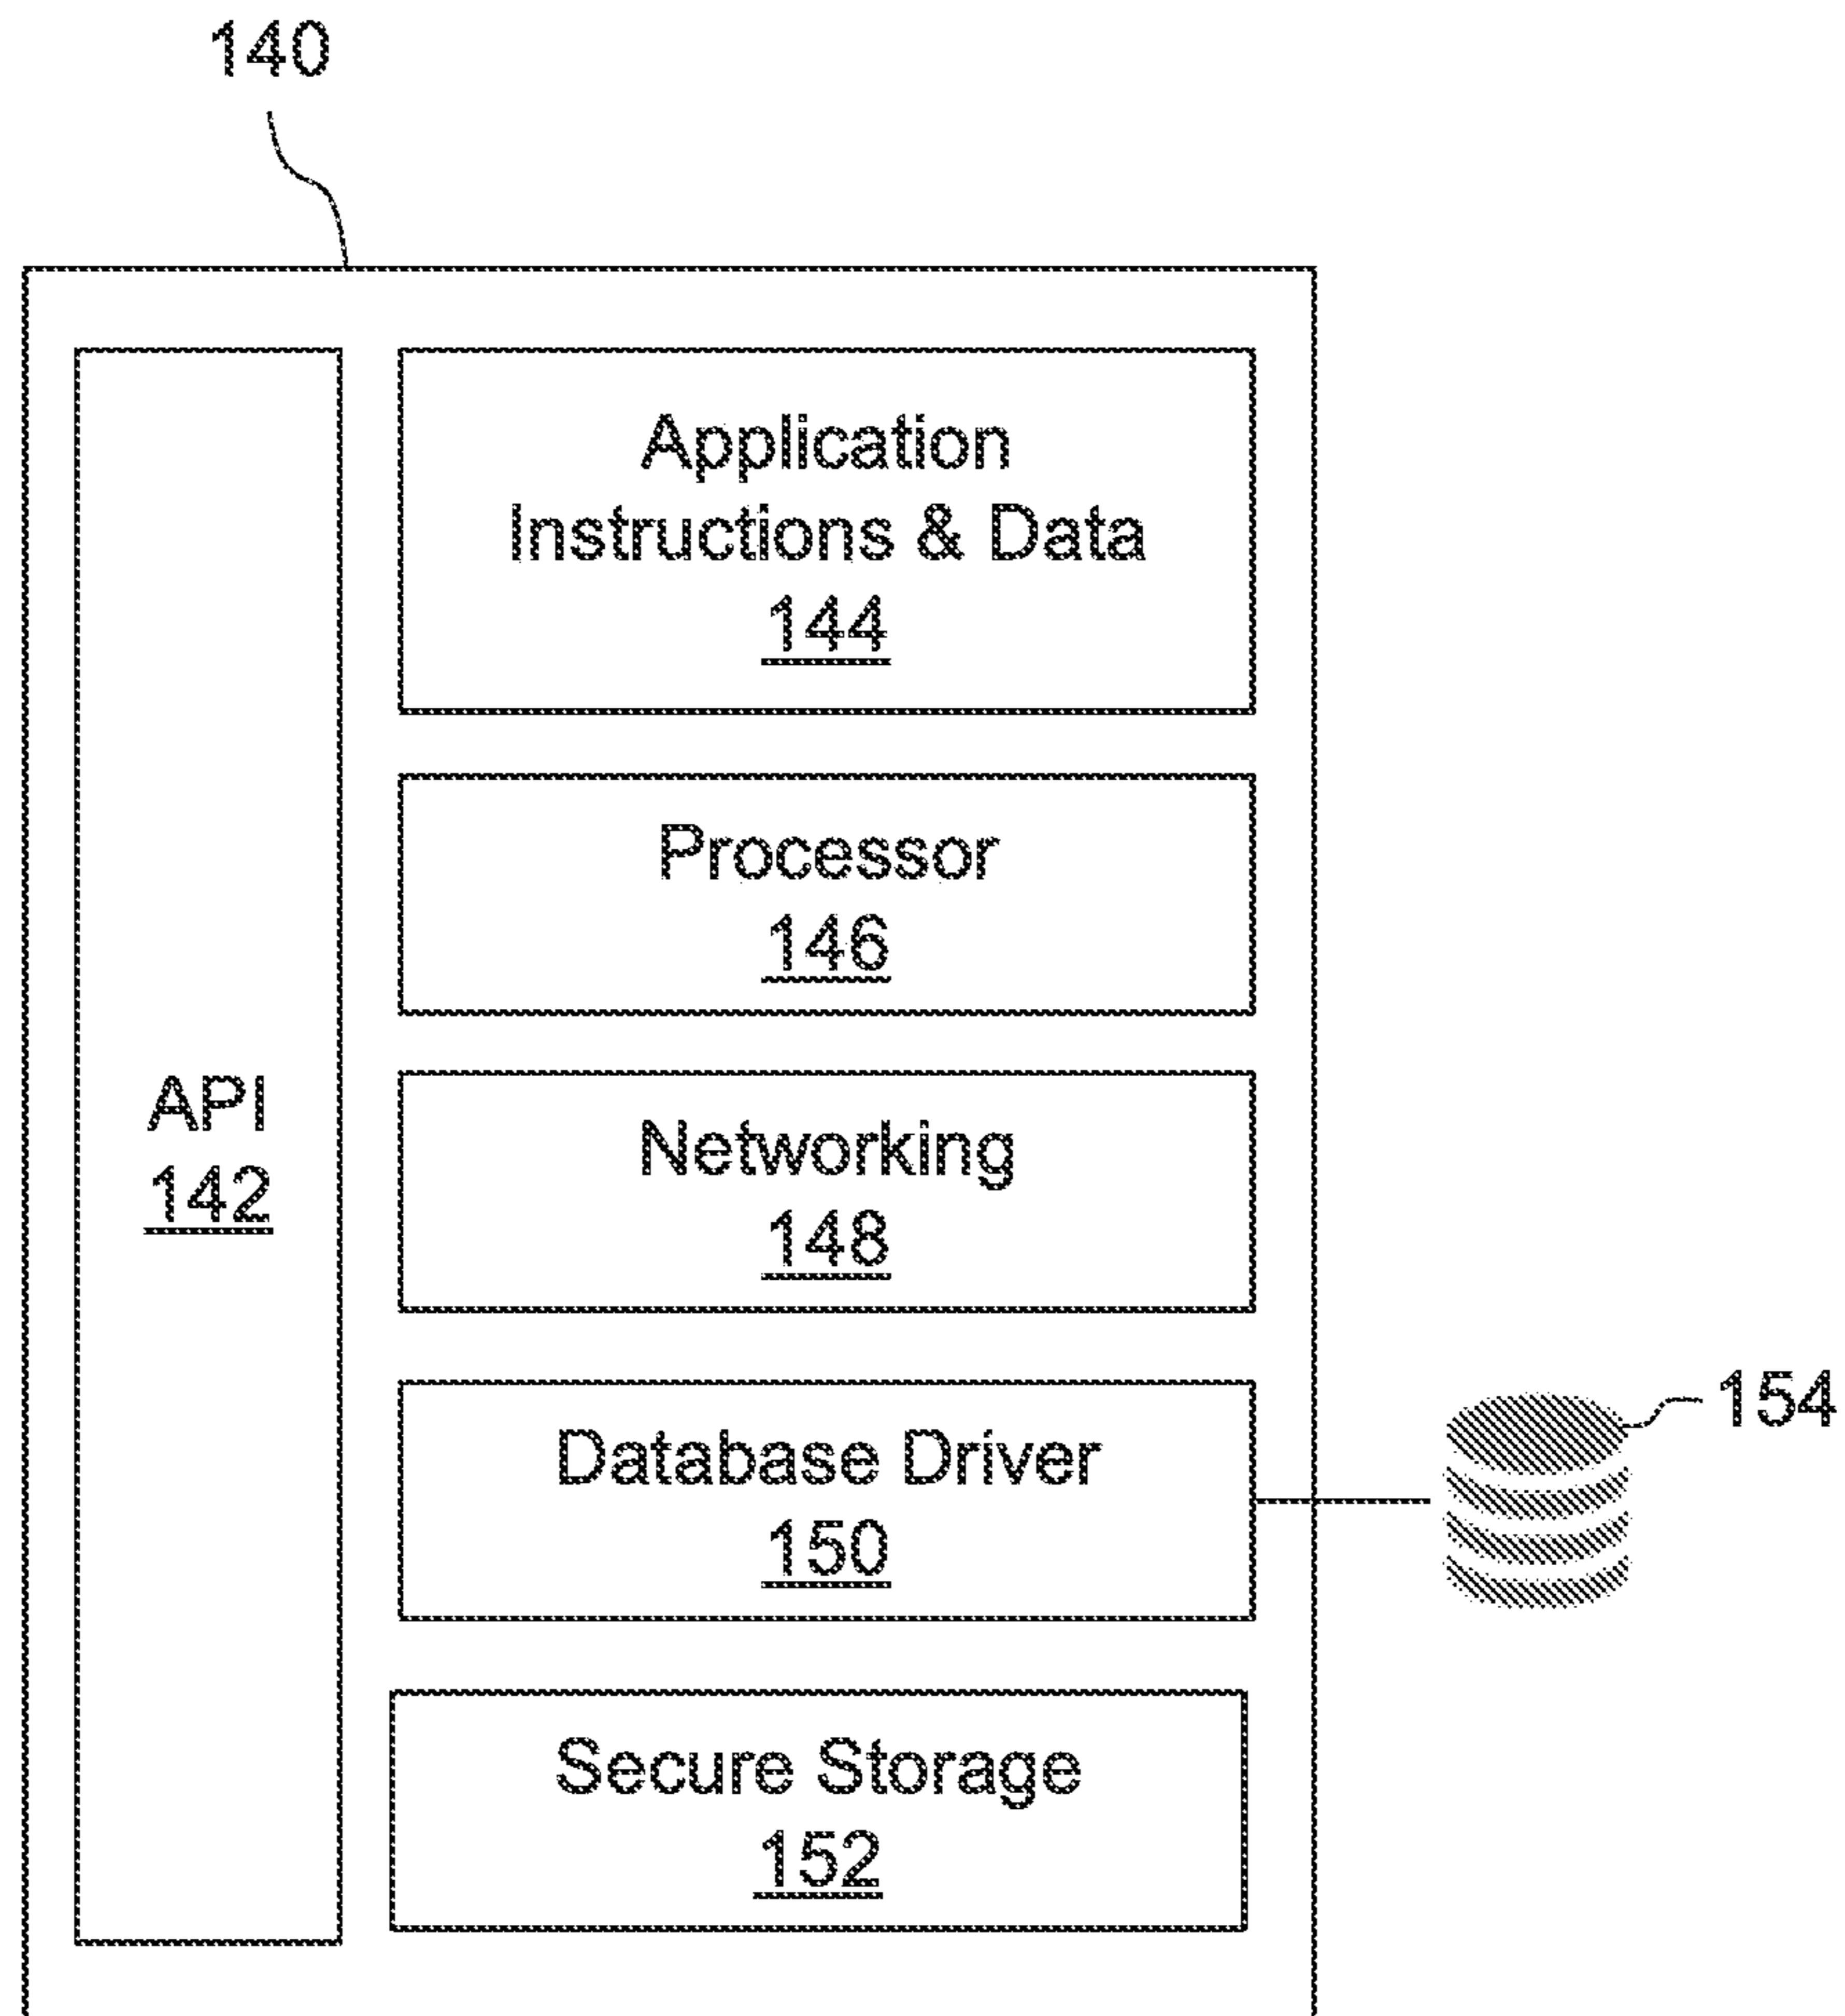 140
API
142
Application
Instructions & Data
144
Processor
146
Networking
148
Database Driver
150
Secure Storage
152
154